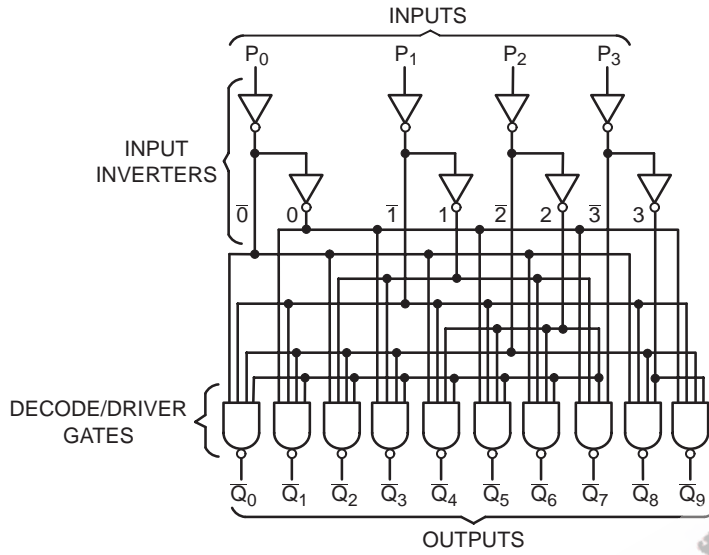 INPUTS
P0 P1 P2 P3
INPUT
INVERTERS
0̅ 0 1̅ 1 2̅ 2 3̅ 3
DECODE/DRIVER
GATES
Q̅0 Q̅1 Q̅2 Q̅3 Q̅4 Q̅5 Q̅6 Q̅7 Q̅8 Q̅9
OUTPUTS